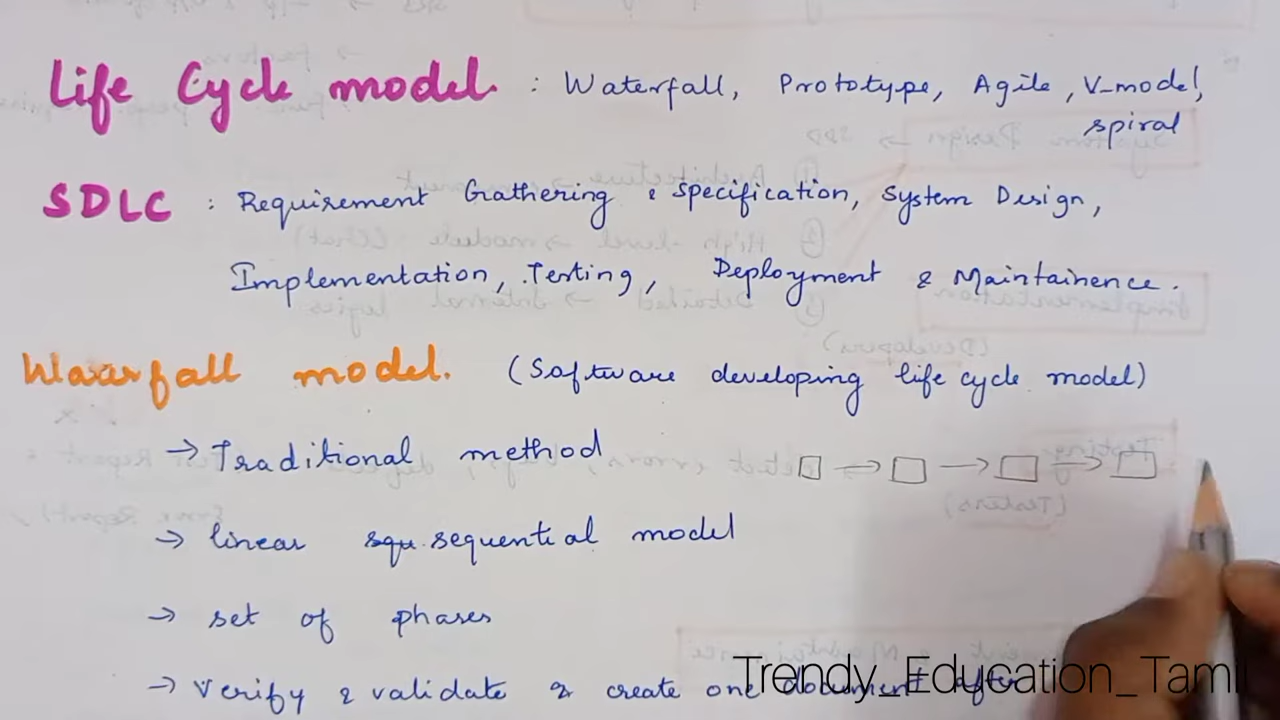 Life Cycle model. : Waterfall, Prototype, Agile, V-model,
spiral
SDLC : Requirement Gathering & specification, System Design,
Implementation, Testing, Deployment & Maintainence.
Waterfall model. (Software developing life cycle model)
→ Traditional method
→ linear squ. sequential model
→ set of phases
→ Verify & validate & create one document after
Trendy_Education_Tamil